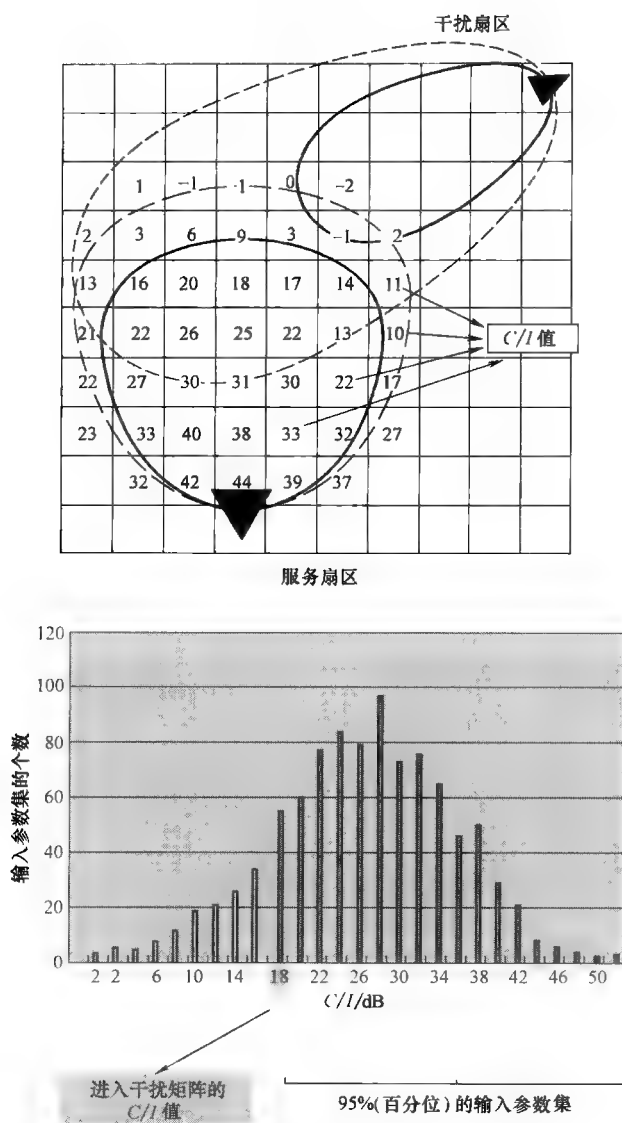 干扰扇区
1 -1 -1 0 -2
2 3 6 9 3 -1 2
13 16 20 18 17 14 11
21 22 26 25 22 13 10
C/I值
22 27 30 31 30 22 17
23 33 40 38 33 32 27
32 42 44 39 37
服务扇区
输入参数集的个数
120
100
80
60
40
20
0
2 2 6 10 14 18 22 26 30 34 38 42 46 50
C/I/dB
进入干扰矩阵的
C/I值
95%(百分位)的输入参数集